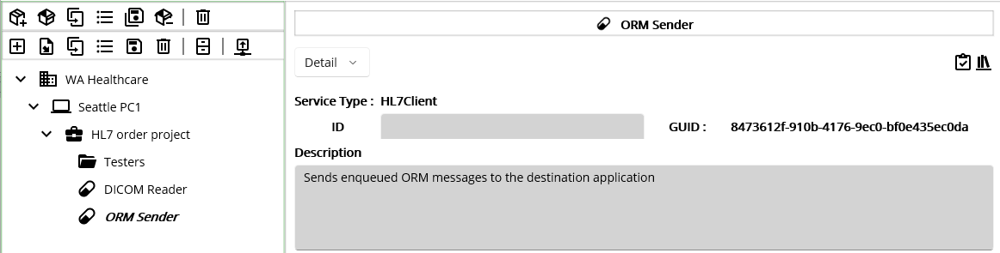 WA Healthcare
Seattle PC1
HL7 order project
Testers
DICOM Reader
ORM Sender
ORM Sender
Detail
Service Type : HL7Client
ID GUID : 8473612f-910b-4176-9ec0-bf0e435ec0da
Description
Sends enqueued ORM messages to the destination application